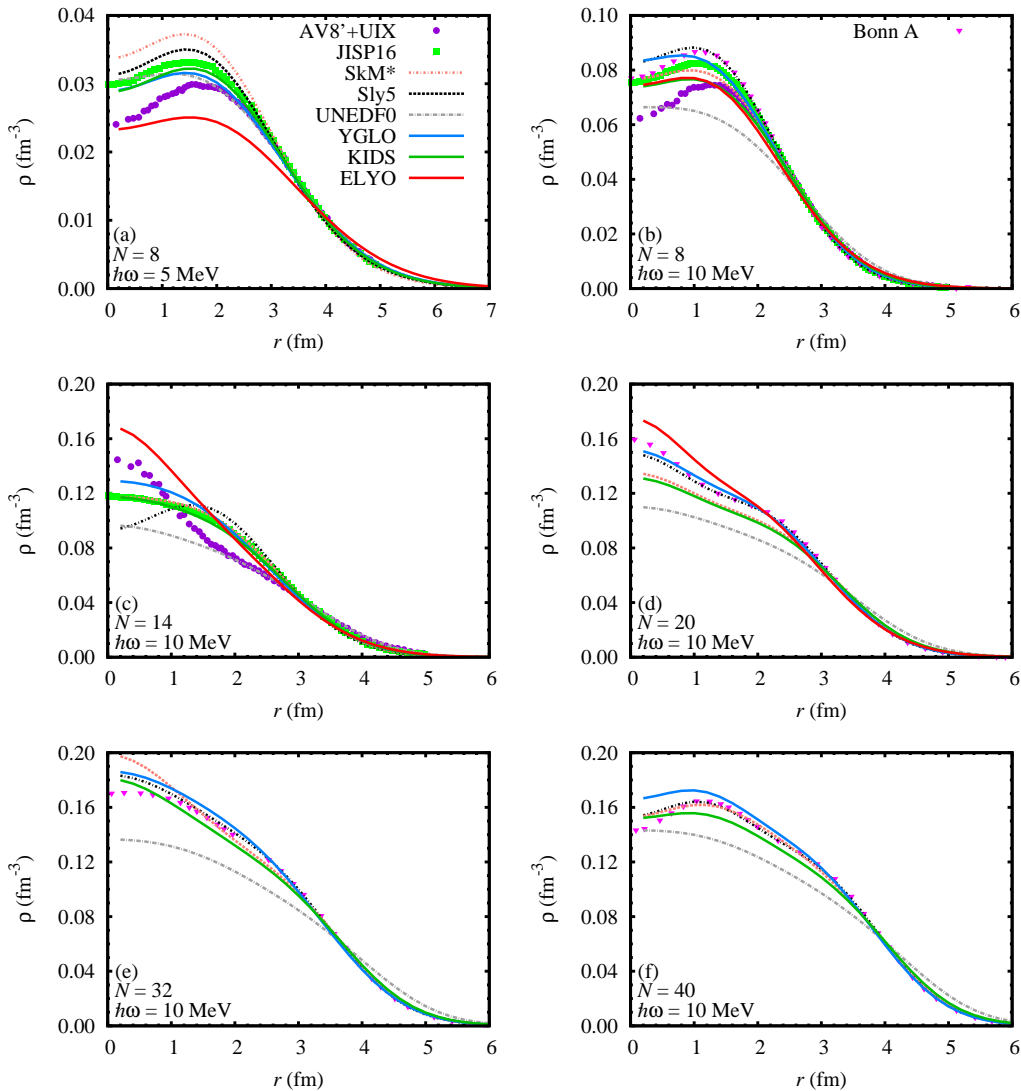 0.04
0.03
0.02
0.01
0.00
ρ (fm⁻³)
AV8'+UIX
JISP16
SkM*
Sly5
UNEDF0
YGLO
KIDS
ELYO
(a)
N = 8
ħω = 5 MeV
0 1 2 3 4 5 6 7
r (fm)
0.10
0.08
0.06
0.04
0.02
0.00
ρ (fm⁻³)
Bonn A
(b)
N = 8
ħω = 10 MeV
0 1 2 3 4 5 6
r (fm)
0.20
0.16
0.12
0.08
0.04
0.00
ρ (fm⁻³)
(c)
N = 14
ħω = 10 MeV
0 1 2 3 4 5 6
r (fm)
0.20
0.16
0.12
0.08
0.04
0.00
ρ (fm⁻³)
(d)
N = 20
ħω = 10 MeV
0 1 2 3 4 5 6
r (fm)
0.20
0.16
0.12
0.08
0.04
0.00
ρ (fm⁻³)
(e)
N = 32
ħω = 10 MeV
0 1 2 3 4 5 6
r (fm)
0.20
0.16
0.12
0.08
0.04
0.00
ρ (fm⁻³)
(f)
N = 40
ħω = 10 MeV
0 1 2 3 4 5 6
r (fm)